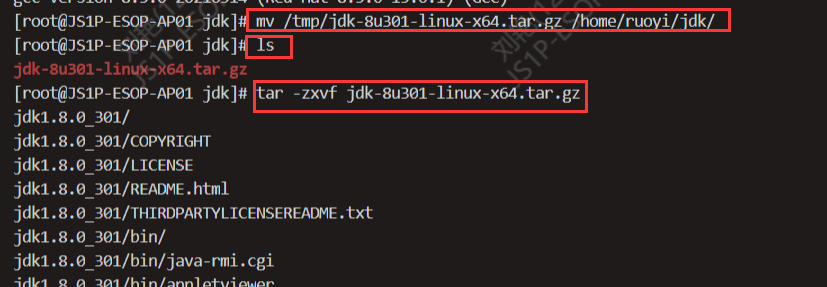 [root@JS1P-ESOP-AP01 jdk]# mv /tmp/jdk-8u301-linux-x64.tar.gz /home/ruoyi/jdk/
[root@JS1P-ESOP-AP01 jdk]# ls
jdk-8u301-linux-x64.tar.gz
[root@JS1P-ESOP-AP01 jdk]# tar -zxvf jdk-8u301-linux-x64.tar.gz
jdk1.8.0_301/
jdk1.8.0_301/COPYRIGHT
jdk1.8.0_301/LICENSE
jdk1.8.0_301/README.html
jdk1.8.0_301/THIRDPARTYLICENSEREADME.txt
jdk1.8.0_301/bin/
jdk1.8.0_301/bin/java-rmi.cgi
jdk1.8.0_301/bin/appletviewer